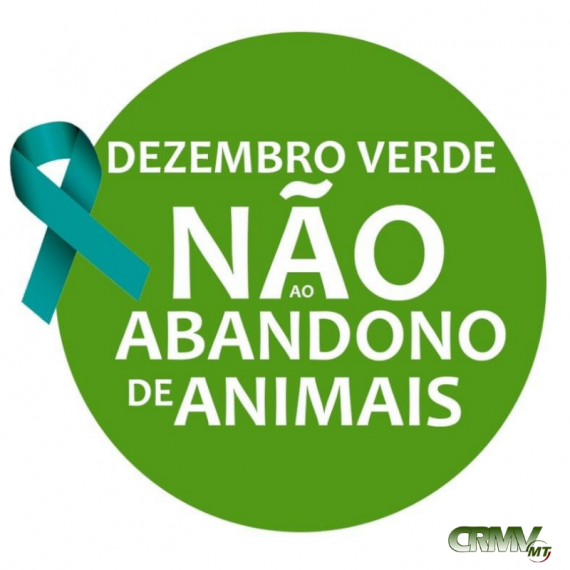 DEZEMBRO VERDE
NÃO
AO
ABANDONO
DE ANIMAIS
CRMV
MT